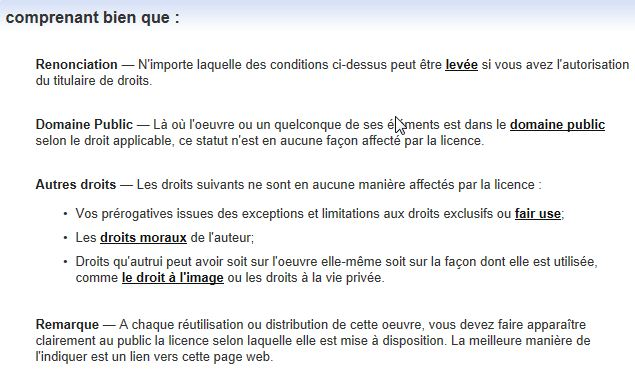 comprenant bien que :
Renonciation — N'importe laquelle des conditions ci-dessus peut être levée si vous avez l'autorisation
du titulaire de droits.
Domaine Public — Là où l'oeuvre ou un quelconque de ses éléments est dans le domaine public
selon le droit applicable, ce statut n'est en aucune façon affecté par la licence.
Autres droits — Les droits suivants ne sont en aucune manière affectés par la licence :
• Vos prérogatives issues des exceptions et limitations aux droits exclusifs ou fair use;
• Les droits moraux de l'auteur;
• Droits qu'autrui peut avoir soit sur l'oeuvre elle-même soit sur la façon dont elle est utilisée,
comme le droit à l'image ou les droits à la vie privée.
Remarque — A chaque réutilisation ou distribution de cette oeuvre, vous devez faire apparaître
clairement au public la licence selon laquelle elle est mise à disposition. La meilleure manière de
l'indiquer est un lien vers cette page web.